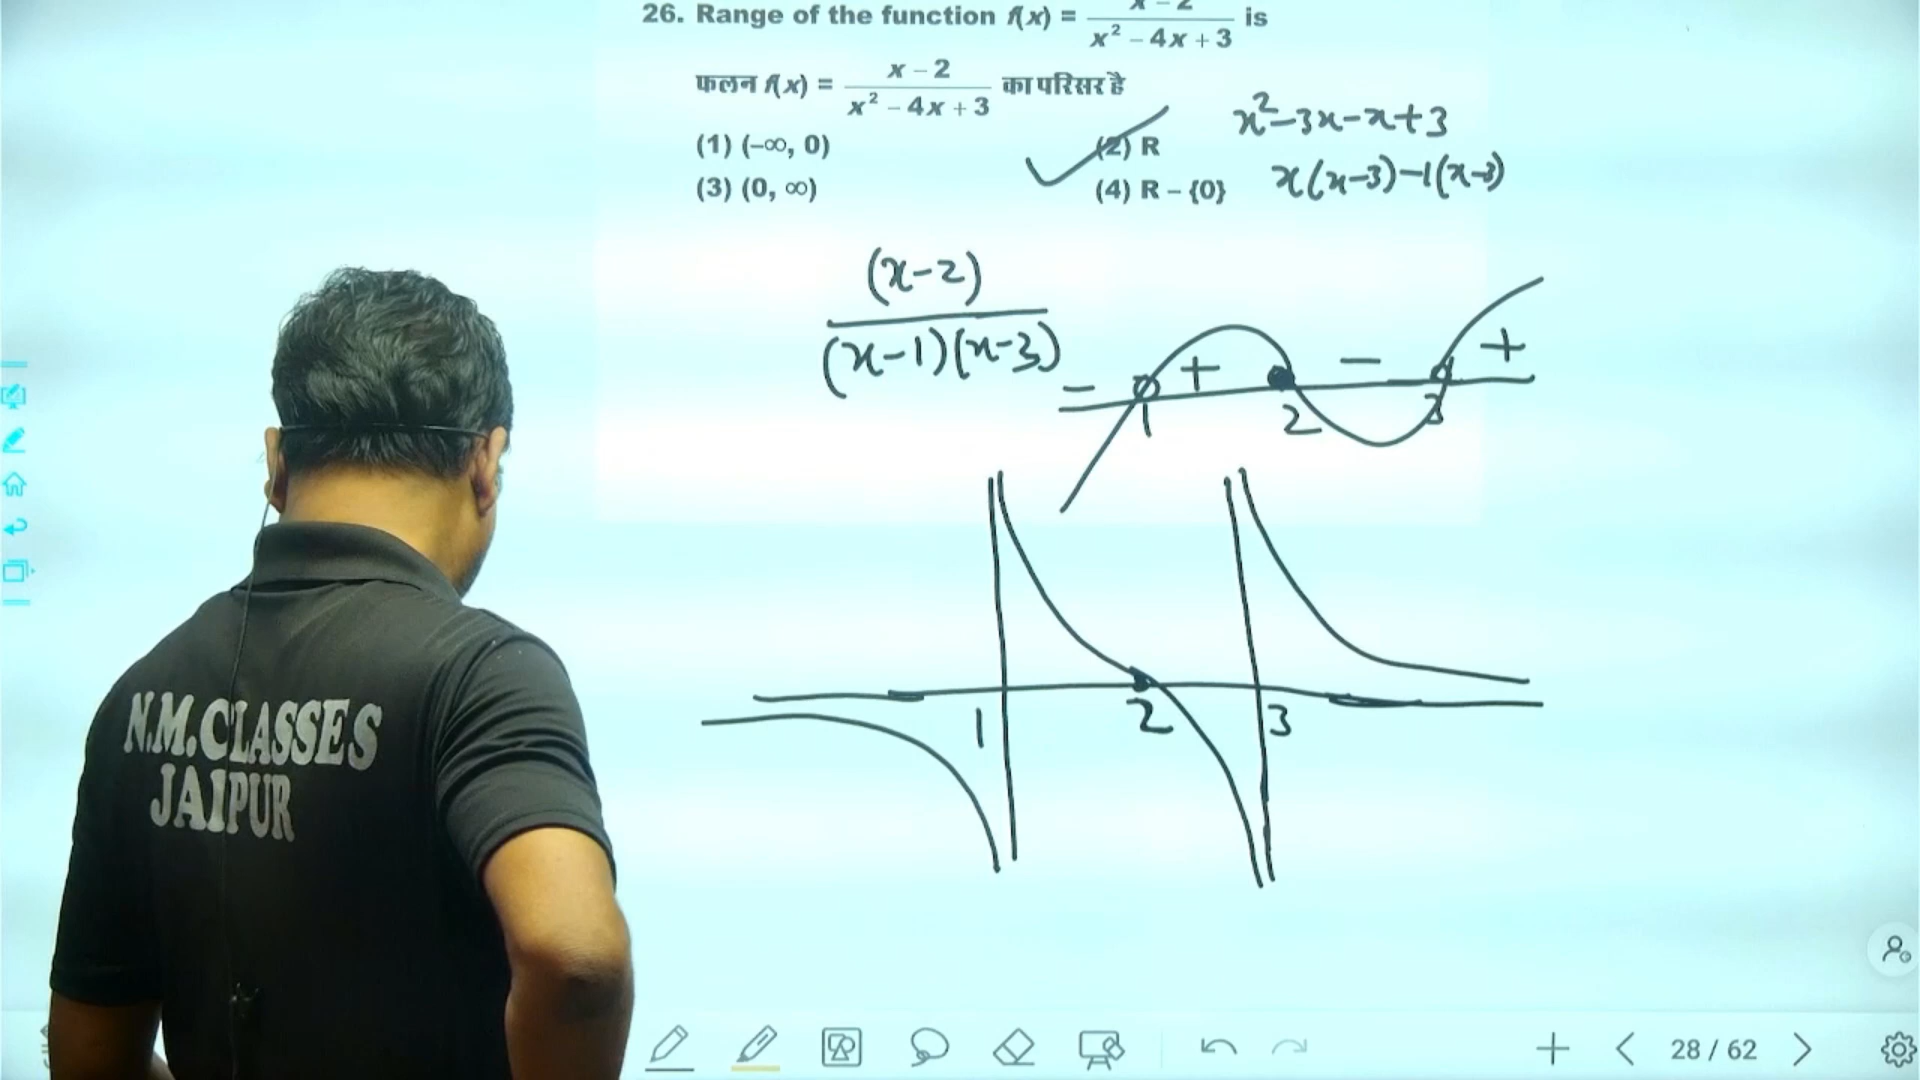 26. Range of the function f(x) = x – 2 / x² – 4x + 3 is
फलन f(x) = x – 2 / x² – 4x + 3 का परिसर है
(1) (–∞, 0)
(2) R
(3) (0, ∞)
(4) R – {0}
x²-3x-x+3
x(x-3)-1(x-3)
(x-2)
(x-1)(x-3)
- + - +
1 2 3
1 2 3
N.M.CLASSES
JAIPUR
28 / 62